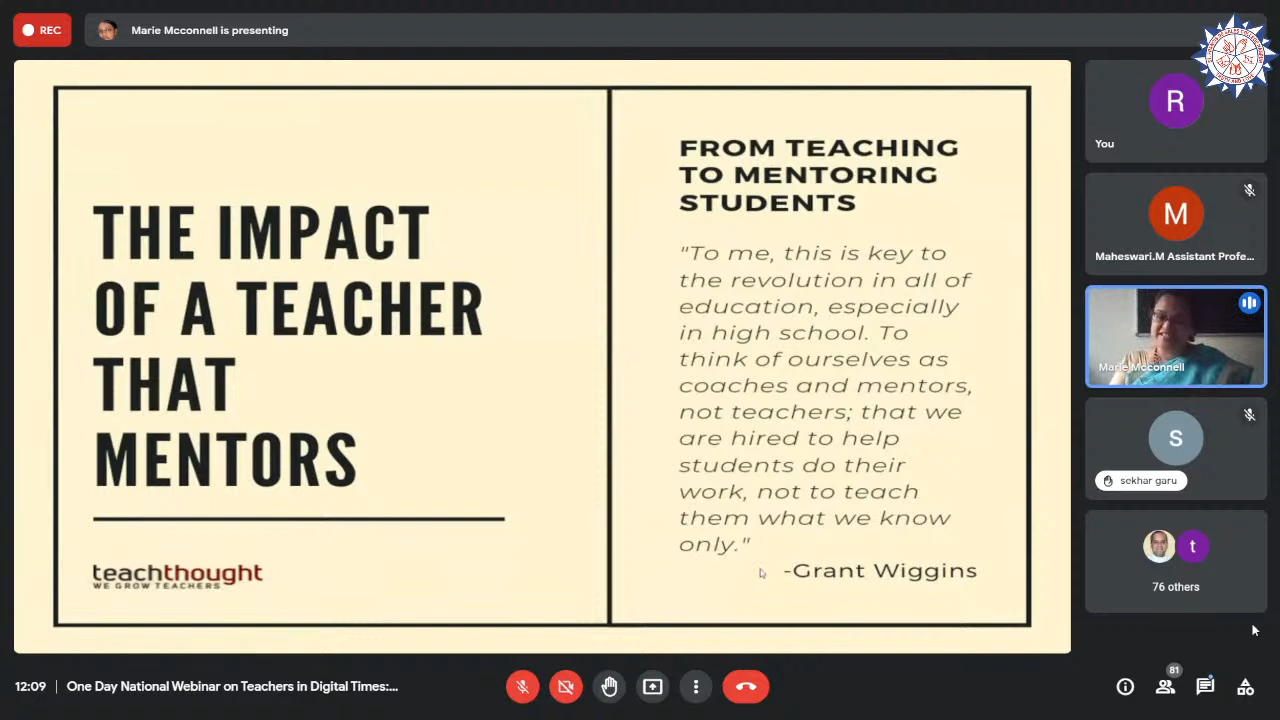 REC
Marie Mcconnell is presenting
THE IMPACT
OF A TEACHER
THAT
MENTORS
teachthought
WE GROW TEACHERS
FROM TEACHING
TO MENTORING
STUDENTS
"To me, this is key to
the revolution in all of
education, especially
in high school. To
think of ourselves as
coaches and mentors,
not teachers; that we
are hired to help
students do their
work, not to teach
them what we know
only."
-Grant Wiggins
R
You
M
Maheswari.M Assistant Profe...
Marie Mcconnell
s
sekhar garu
t
76 others
12:09
One Day National Webinar on Teachers in Digital Times:...
81